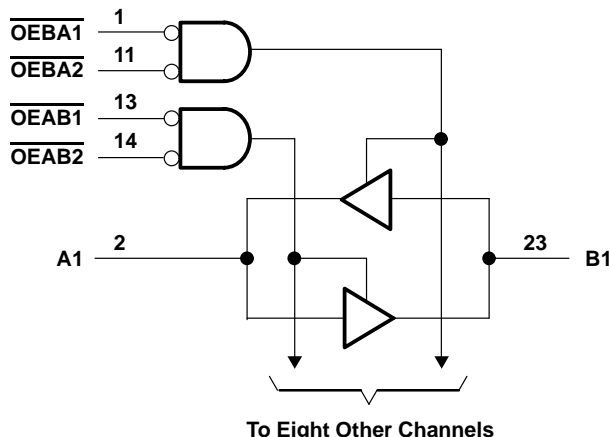 OEBA1 1
OEBA2 11
OEAB1 13
OEAB2 14
A1 2
23 B1
To Eight Other Channels